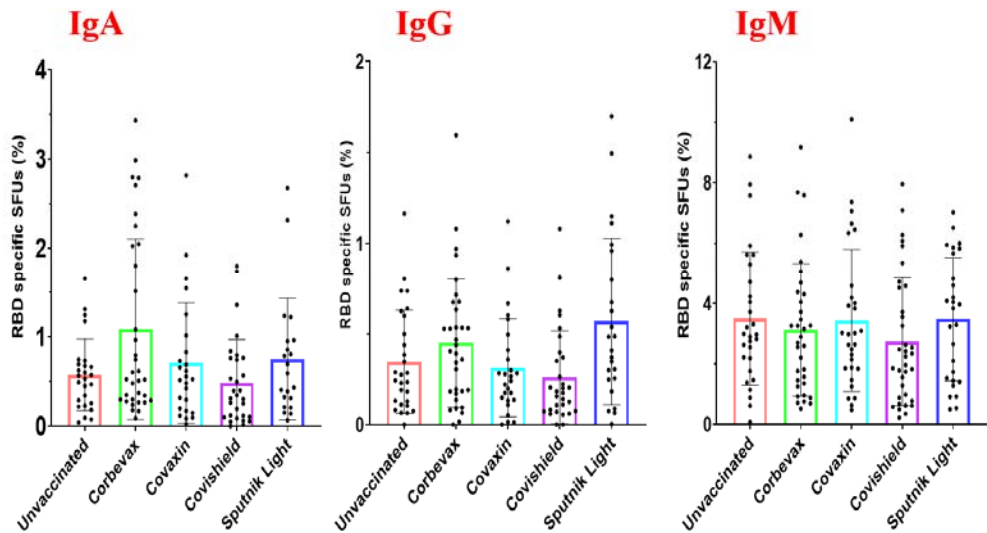 IgA
RBD specific SFUs (%)
4
3
2
1
0
Unvaccinated
Corbevax
Covaxin
Covishield
Sputnik Light
IgG
RBD specific SFUs (%)
2
1
0
Unvaccinated
Corbevax
Covaxin
Covishield
Sputnik Light
IgM
RBD specific SFUs (%)
12
8
4
0
Unvaccinated
Corbevax
Covaxin
Covishield
Sputnik Light